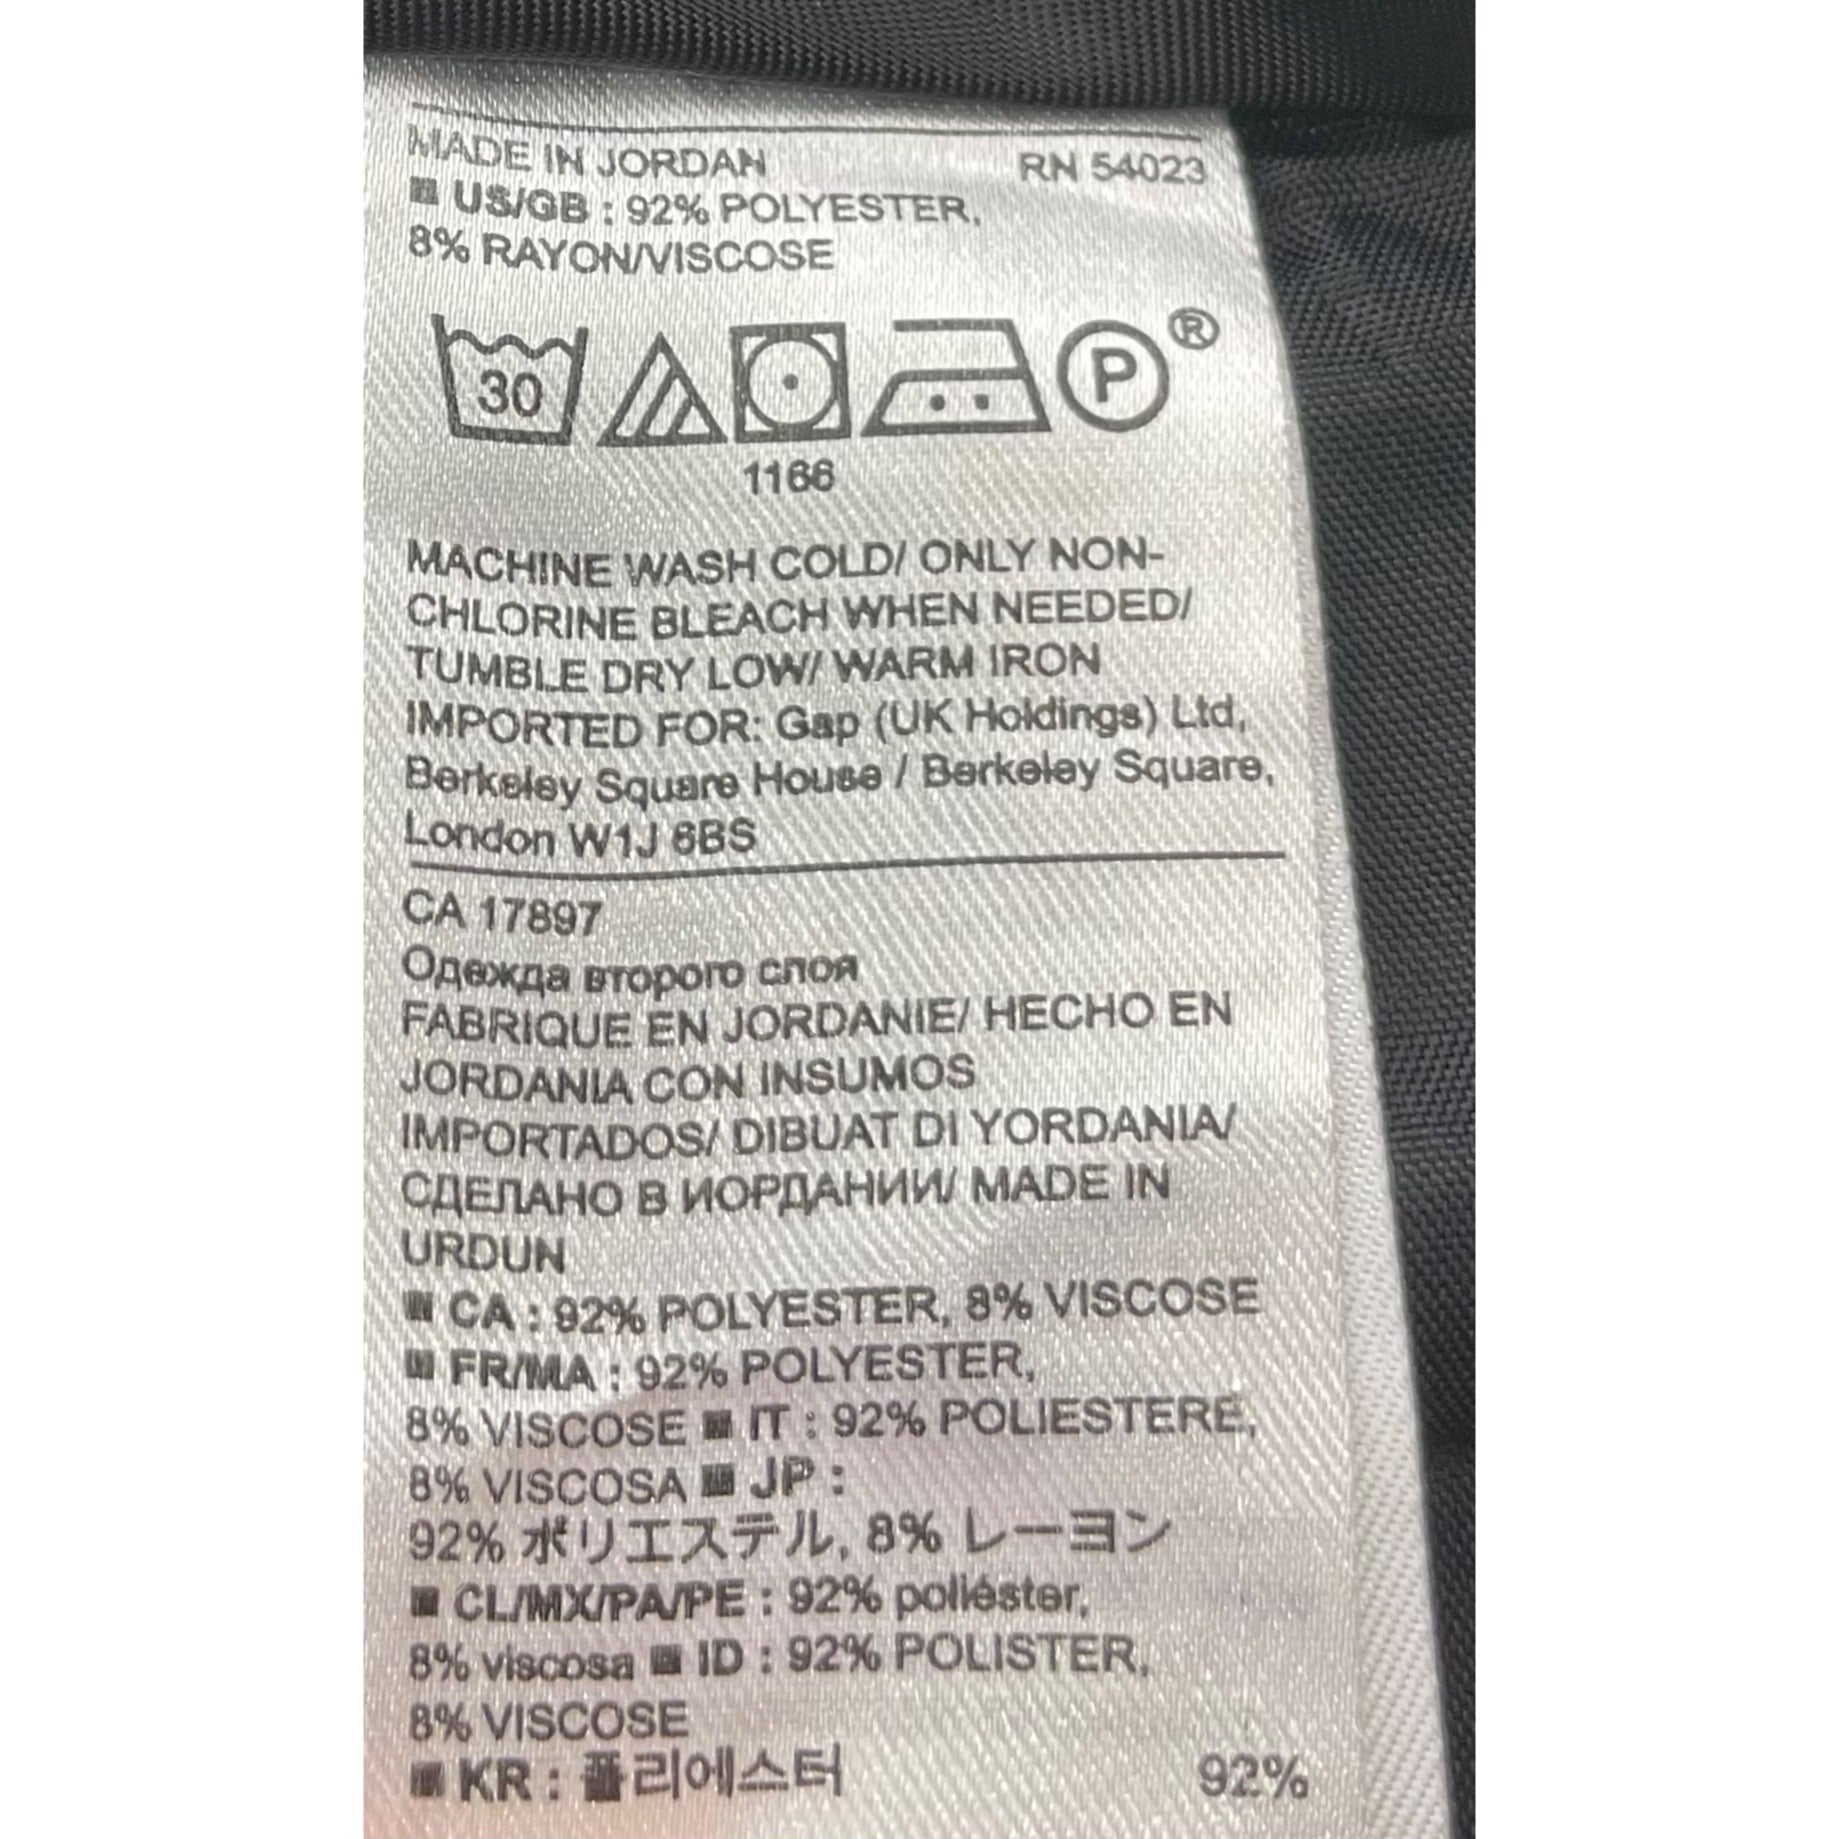 MADE IN JORDAN RN 54023
US/GB : 92% POLYESTER,
8% RAYON/VISCOSE
30 P ®
1166
MACHINE WASH COLD/ ONLY NON-
CHLORINE BLEACH WHEN NEEDED/
TUMBLE DRY LOW/ WARM IRON
IMPORTED FOR: Gap (UK Holdings) Ltd,
Berkeley Square House / Berkeley Square,
London W1J 6BS
CA 17897
Одежда второго слоя
FABRIQUE EN JORDANIE/ HECHO EN
JORDANIA CON INSUMOS
IMPORTADOS/ DIBUAT DI YORDANIA/
СДЕЛАНО В ИОРДАНИИ/ MADE IN
URDUN
CA : 92% POLYESTER, 8% VISCOSE
FR/MA : 92% POLYESTER,
8% VISCOSE ■ IT : 92% POLIESTERE,
8% VISCOSA ■ JP :
92% ポリエステル, 8% レーヨン
■ CL/MX/PA/PE : 92% poliéster,
8% viscosa ■ ID : 92% POLISTER,
8% VISCOSE
■ KR : 폴리에스터 92%